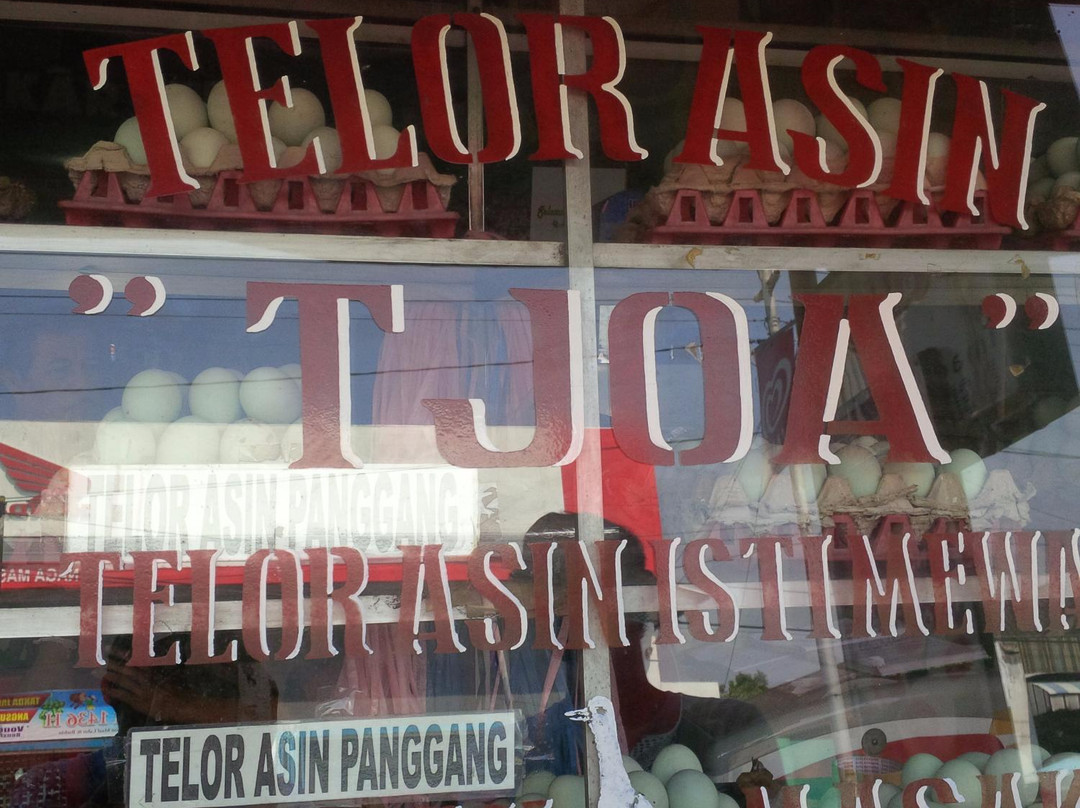 TELOR ASIN
" TJOA "
TELOR ASIN PANGGANG
TELOR ASIN ISTIMEWA
TELOR ASIN PANGGANG